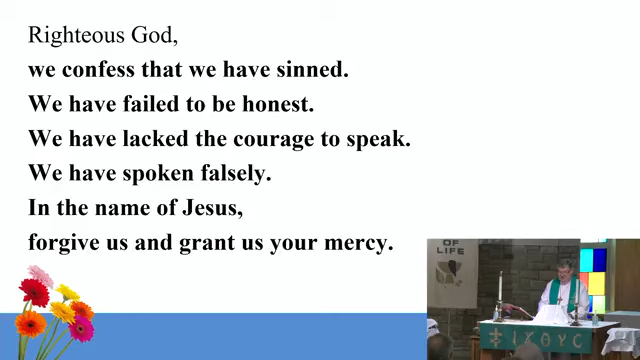 Righteous God,
we confess that we have sinned.
We have failed to be honest.
We have lacked the courage to speak.
We have spoken falsely.
In the name of Jesus,
forgive us and grant us your mercy.
OF
LIFE
ΙΧΘΥΣ